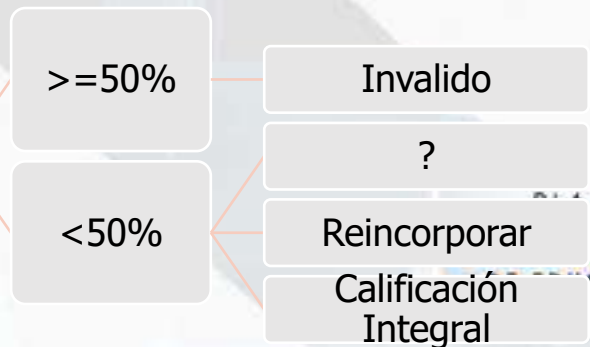 >=50%
Invalido
?
<50%
Reincorporar
Calificación
Integral